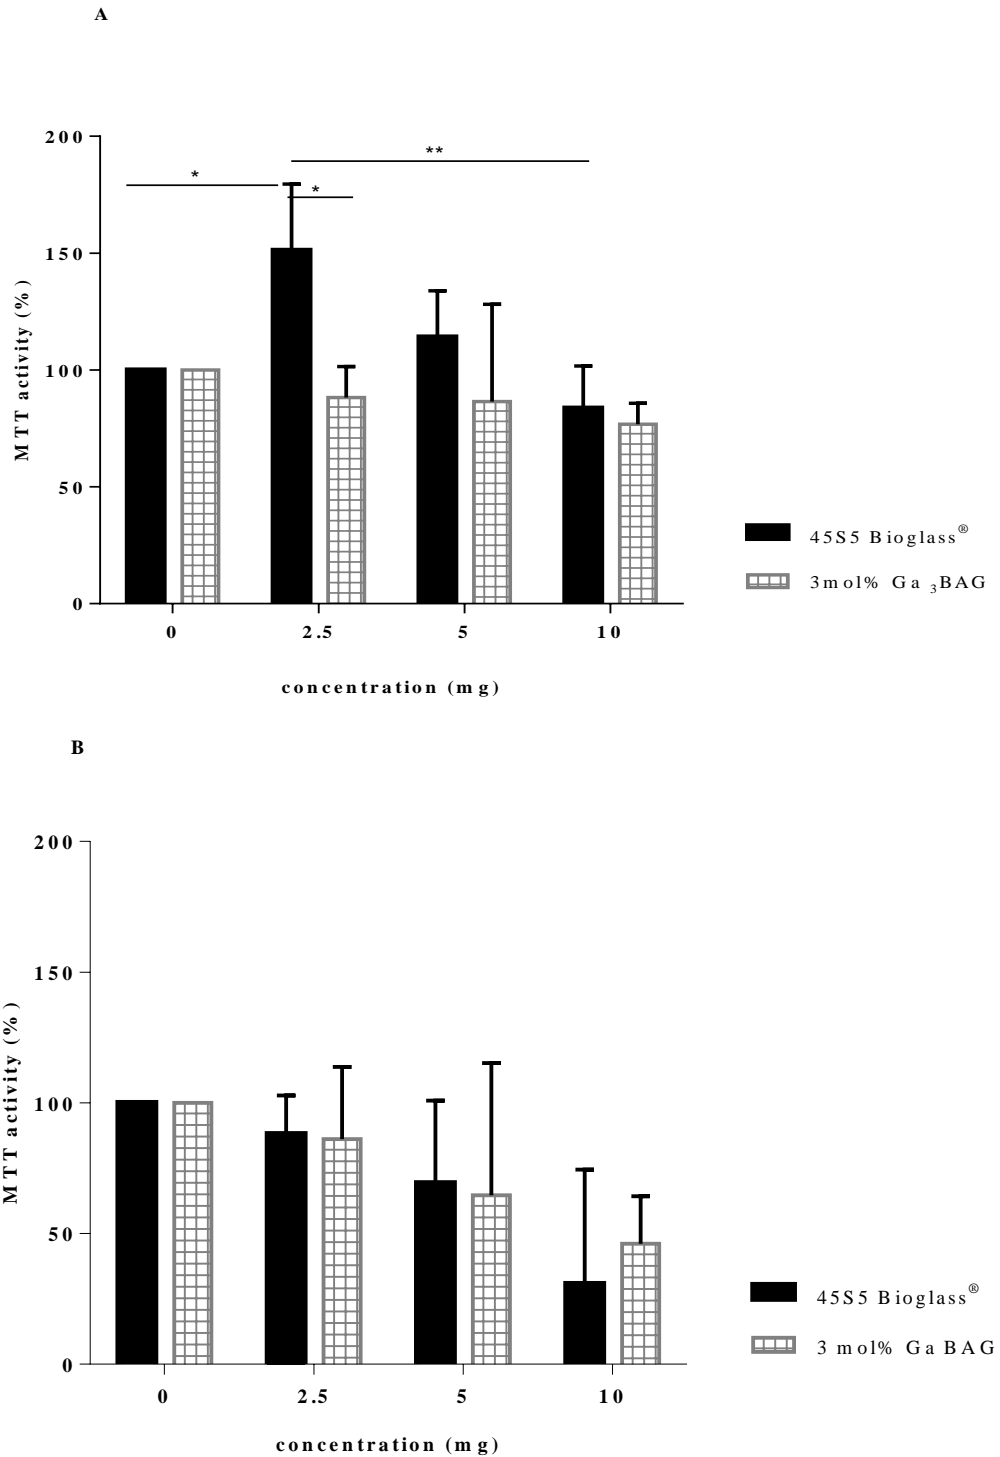 A
200
150
100
50
0
MTT activity (%)
*
*
**
0 2.5 5 10
concentration (mg)
45S5 Bioglass®
3mol% Ga ₃BAG
B
200
150
100
50
0
MTT activity (%)
0 2.5 5 10
concentration (mg)
45S5 Bioglass®
3 mol% Ga BAG